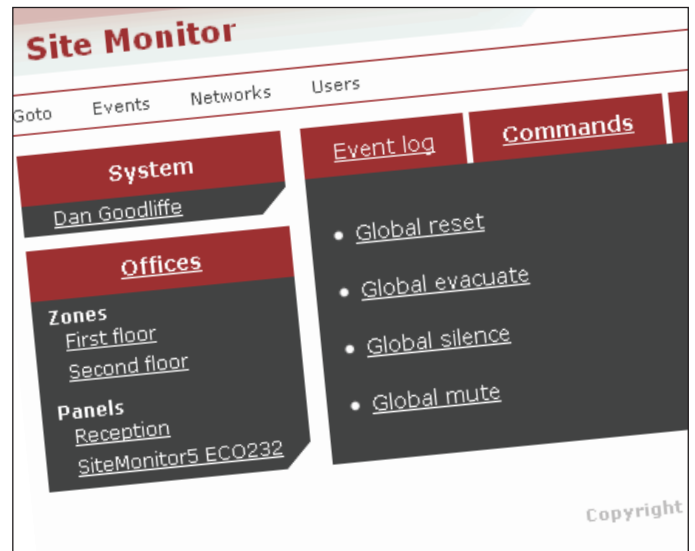 Site Monitor
Goto Events Networks Users
System
Dan Goodliffe
Offices
Zones
First floor
Second floor
Panels
Reception
SiteMonitor5 ECO232
Event log Commands
Global reset
Global evacuate
Global silence
Global mute
Copyright